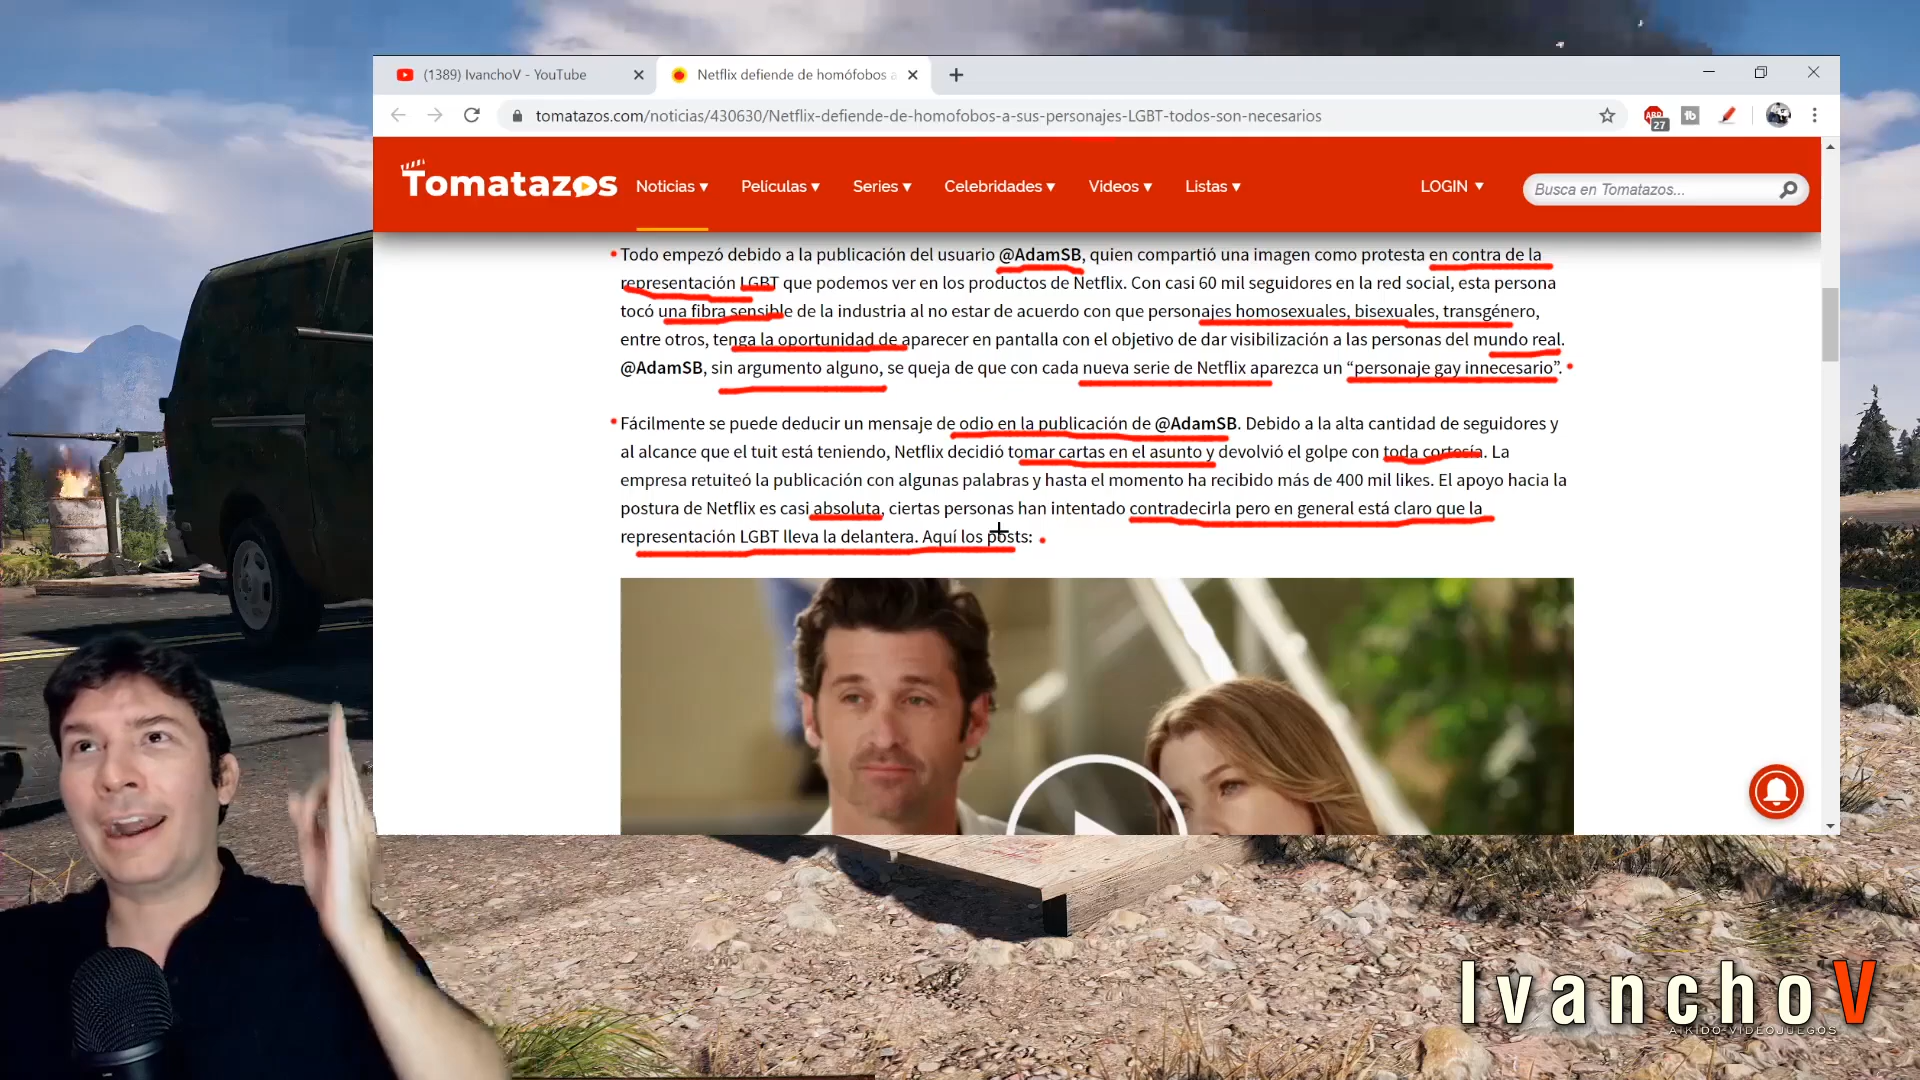 (1389) IvanchoV - YouTube
Netflix defiende de homófobos a
tomatazos.com/noticias/430630/Netflix-defiende-de-homofobos-a-sus-personajes-LGBT-todos-son-necesarios
ABP
27
tb
Tomatazos
Noticias ▾ Películas ▾ Series ▾ Celebridades ▾ Videos ▾ Listas ▾
LOGIN ▾
Busca en Tomatazos...
Todo empezó debido a la publicación del usuario @AdamSB, quien compartió una imagen como protesta en contra de la
representación LGBT que podemos ver en los productos de Netflix. Con casi 60 mil seguidores en la red social, esta persona
tocó una fibra sensible de la industria al no estar de acuerdo con que personajes homosexuales, bisexuales, transgénero,
entre otros, tenga la oportunidad de aparecer en pantalla con el objetivo de dar visibilización a las personas del mundo real.
@AdamSB, sin argumento alguno, se queja de que con cada nueva serie de Netflix aparezca un “personaje gay innecesario”.
Fácilmente se puede deducir un mensaje de odio en la publicación de @AdamSB. Debido a la alta cantidad de seguidores y
al alcance que el tuit está teniendo, Netflix decidió tomar cartas en el asunto y devolvió el golpe con toda cortesía. La
empresa retuiteó la publicación con algunas palabras y hasta el momento ha recibido más de 400 mil likes. El apoyo hacia la
postura de Netflix es casi absoluta, ciertas personas han intentado contradecirla pero en general está claro que la
representación LGBT lleva la delantera. Aquí los posts:
IvanchoV
AIKIDO-VIDEOJUEGOS